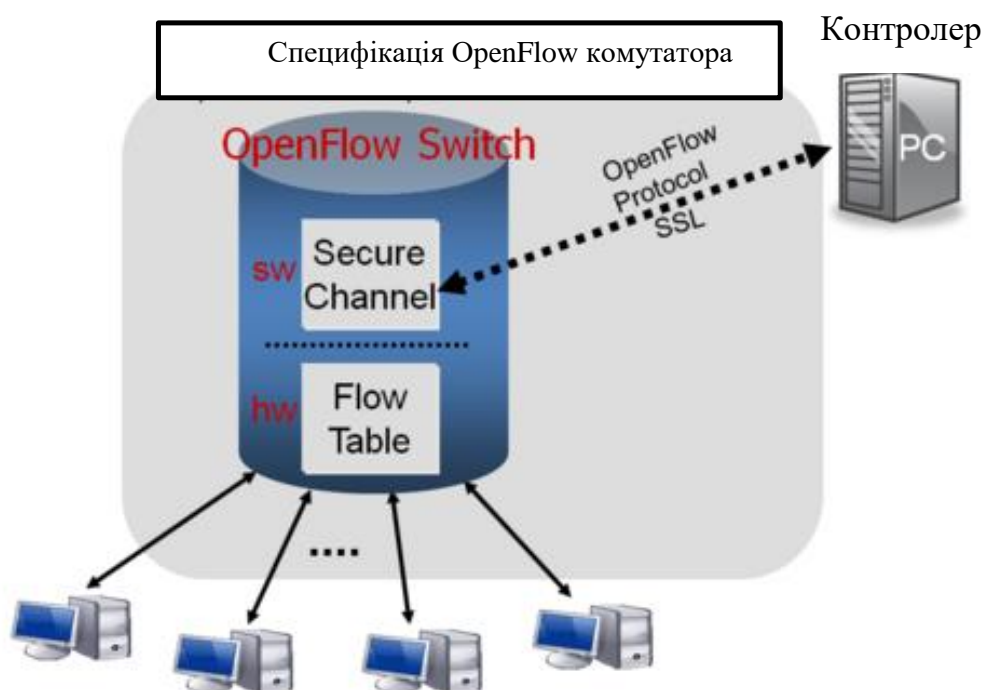 Специфікація OpenFlow комутатора
Контролер
OpenFlow Switch
PC
OpenFlow
Protocol
SSL
sw
Secure
Channel
hw
Flow
Table
....